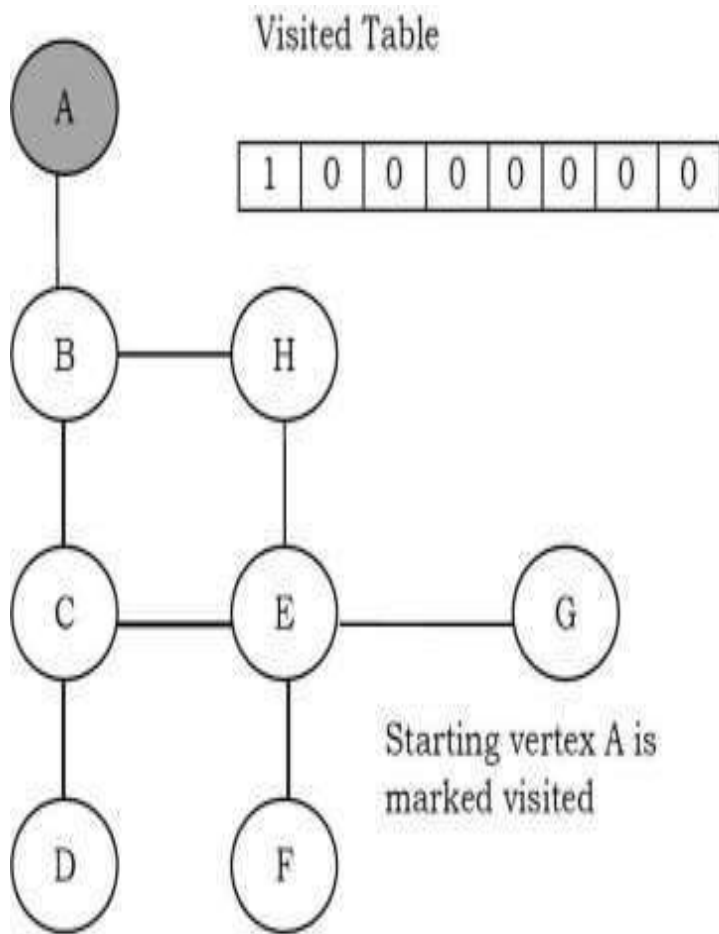 Visited Table
A
1 0 0 0 0 0 0 0
B H
C E G
Starting vertex A is
marked visited
D F